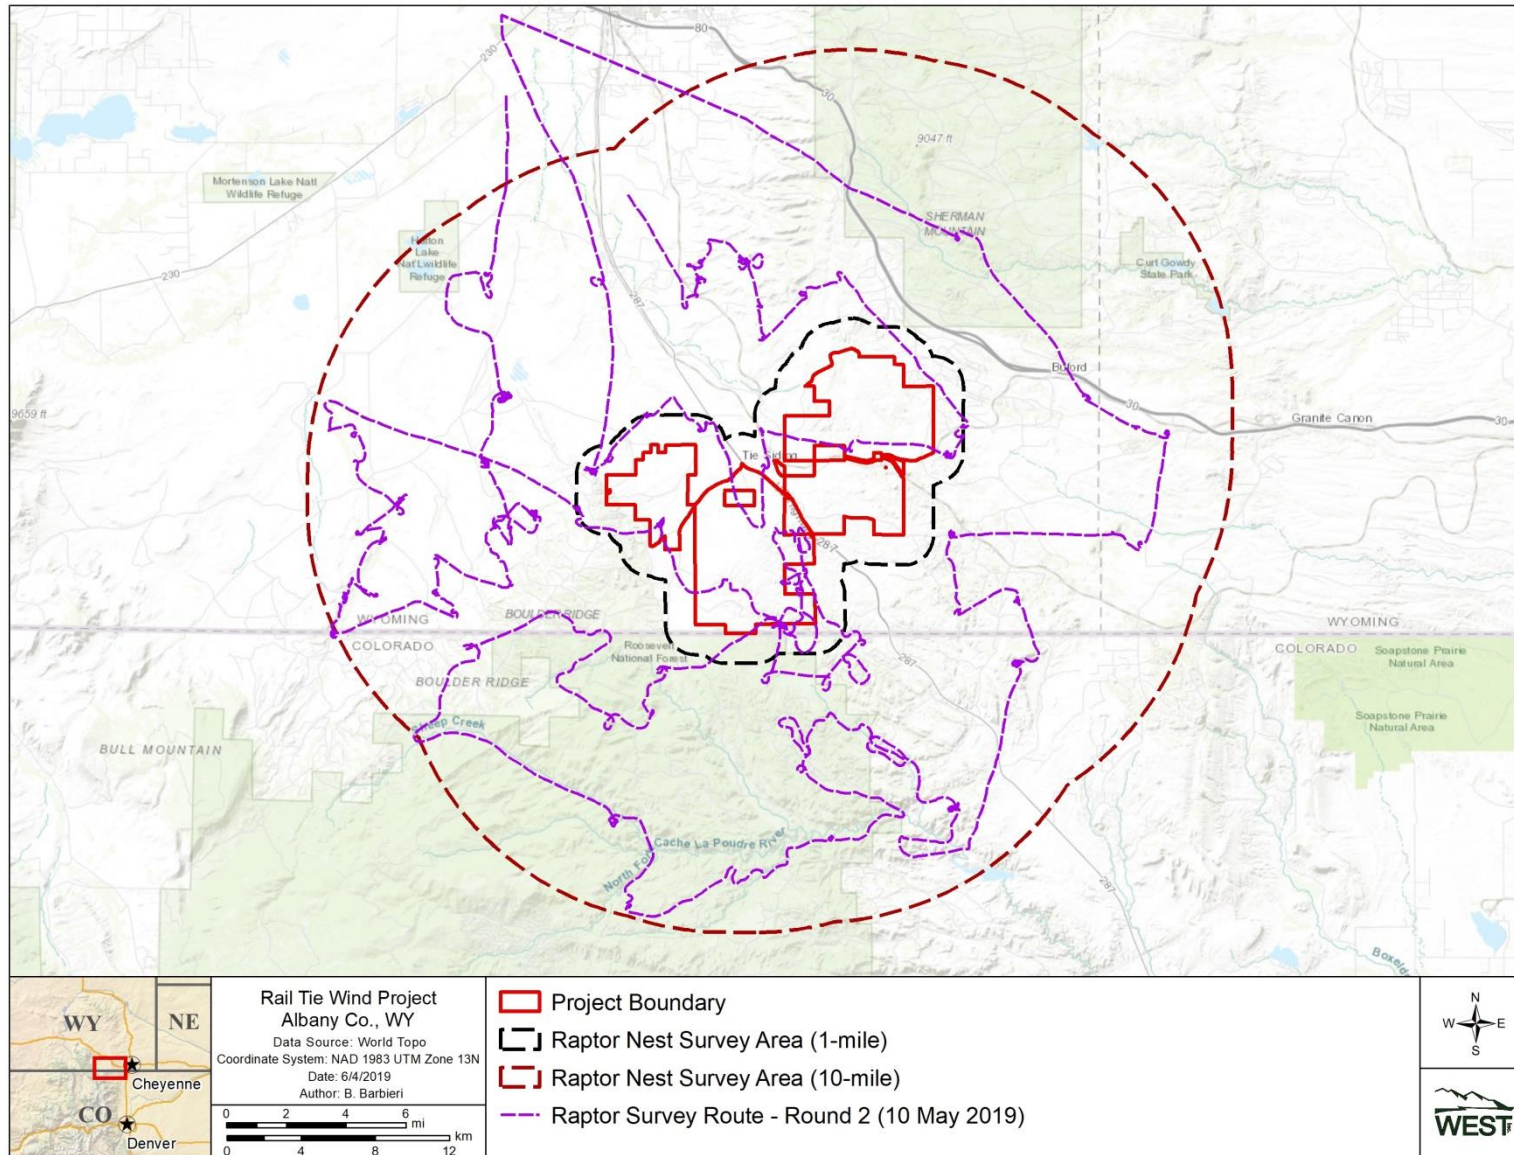 80
230
30
9047 ft
Mortenson Lake Natl
Wildlife Refuge
SHERMAN
MOUNTAIN
Hutton
Lake
Nat'l wildlife
Refuge
Curt Gowdy
State Park
230
287
Buford
30
Granite Canon
30
9659 ft
Tie Siding
287
WYOMING
COLORADO
BOULDER RIDGE
Roosevelt
National Forest
287
WYOMING
COLORADO
Soapstone Prairie
Natural Area
BOULDER RIDGE
Sheep Creek
Soapstone Prairie
Natural Area
BULL MOUNTAIN
North Fork Cache La Poudre River
287
WY
NE
Cheyenne
CO
Denver
Rail Tie Wind Project
Albany Co., WY
Data Source: World Topo
Coordinate System: NAD 1983 UTM Zone 13N
Date: 6/4/2019
Author: B. Barbieri
0 2 4 6
mi
km
0 4 8 12
Project Boundary
Raptor Nest Survey Area (1-mile)
Raptor Nest Survey Area (10-mile)
Raptor Survey Route - Round 2 (10 May 2019)
N
W E
S
WEST